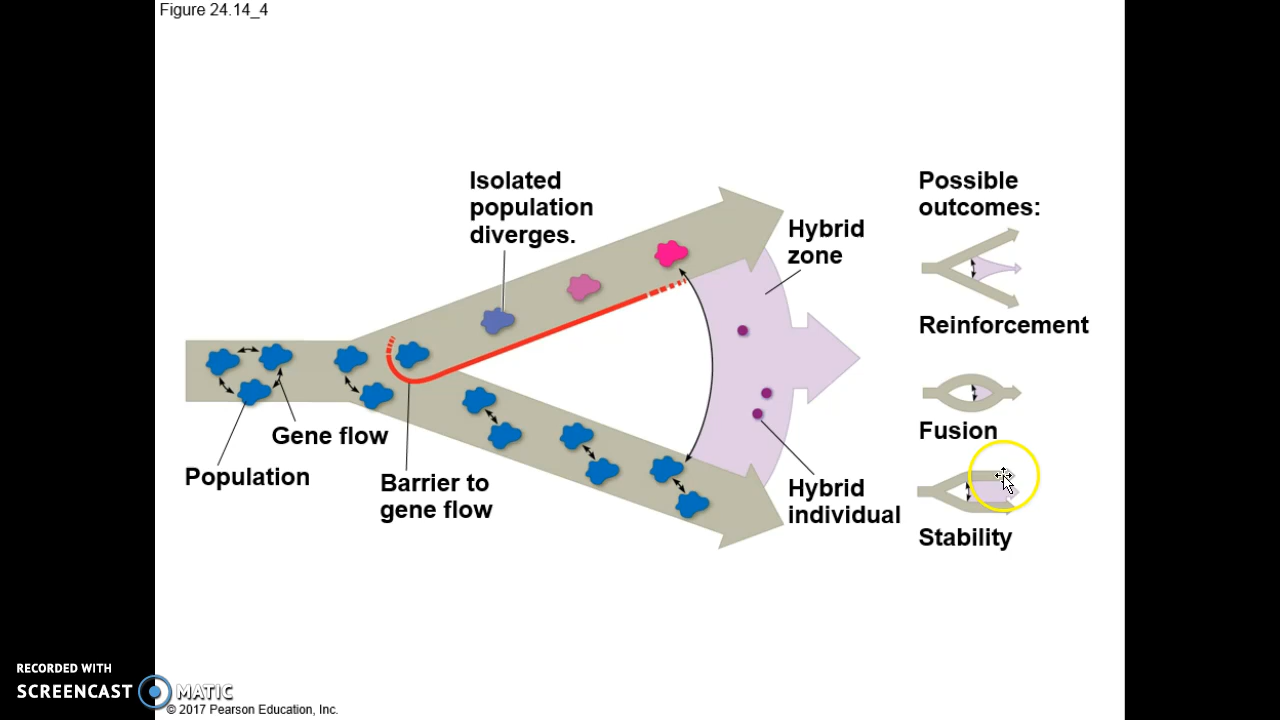 Figure 24.14_4
Isolated
population
diverges.
Hybrid
zone
Possible
outcomes:
Reinforcement
Gene flow
Population
Barrier to
gene flow
Hybrid
individual
Fusion
Stability
RECORDED WITH
SCREENCAST MATIC
© 2017 Pearson Education, Inc.